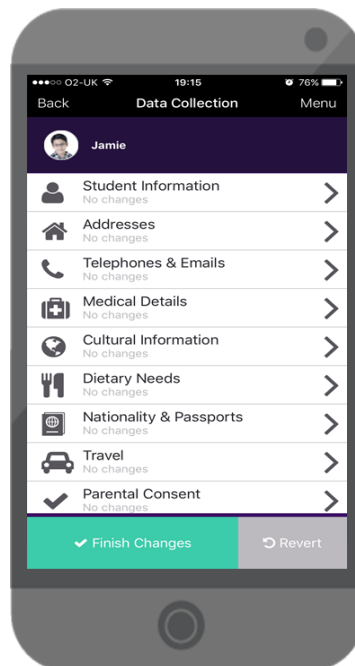 O2-UK 19:15 76%
Back Data Collection Menu
Jamie
Student Information
No changes
Addresses
No changes
Telephones & Emails
No changes
Medical Details
No changes
Cultural Information
No changes
Dietary Needs
No changes
Nationality & Passports
No changes
Travel
No changes
Parental Consent
No changes
Finish Changes Revert